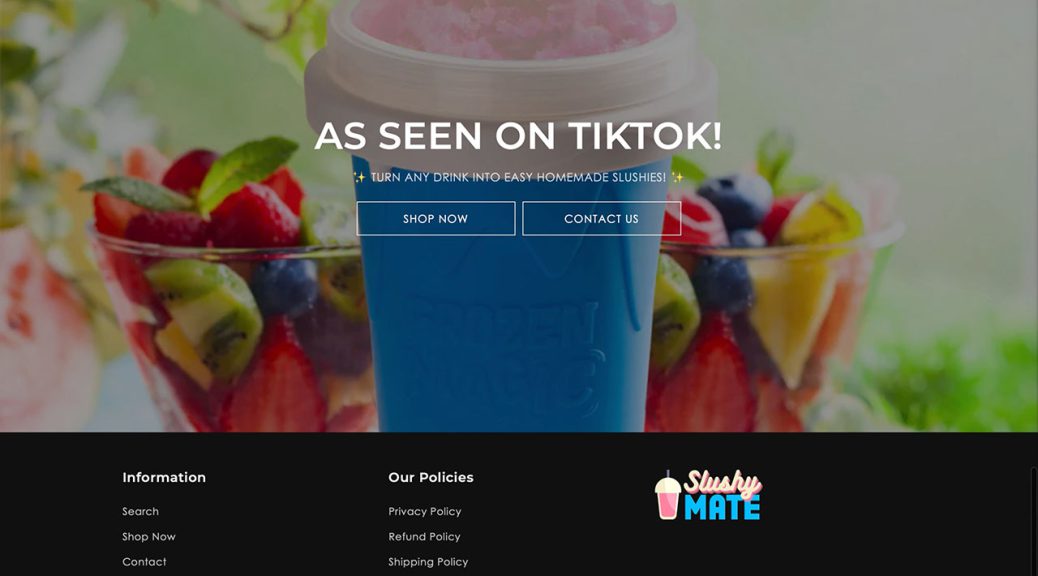 AS SEEN ON TIKTOK!
✨ TURN ANY DRINK INTO EASY HOMEMADE SLUSHIES! ✨
SHOP NOW
CONTACT US
FROZEN
MAGIC
Information
Search
Shop Now
Contact
Our Policies
Privacy Policy
Refund Policy
Shipping Policy
Slushy
MATE